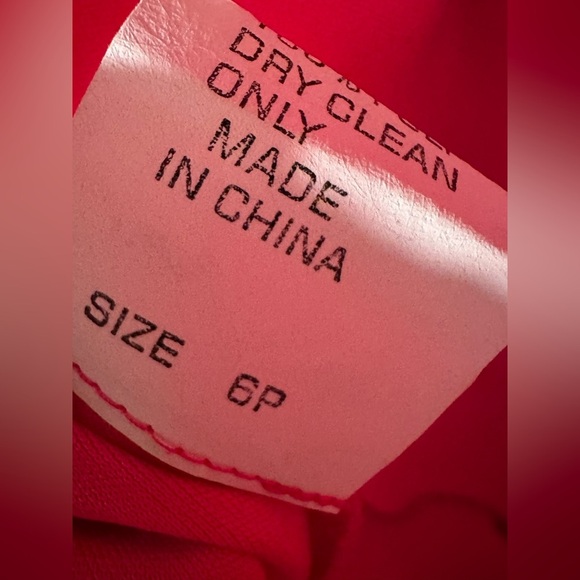 DRY CLEAN
ONLY
MADE
IN CHINA
SIZE 6P